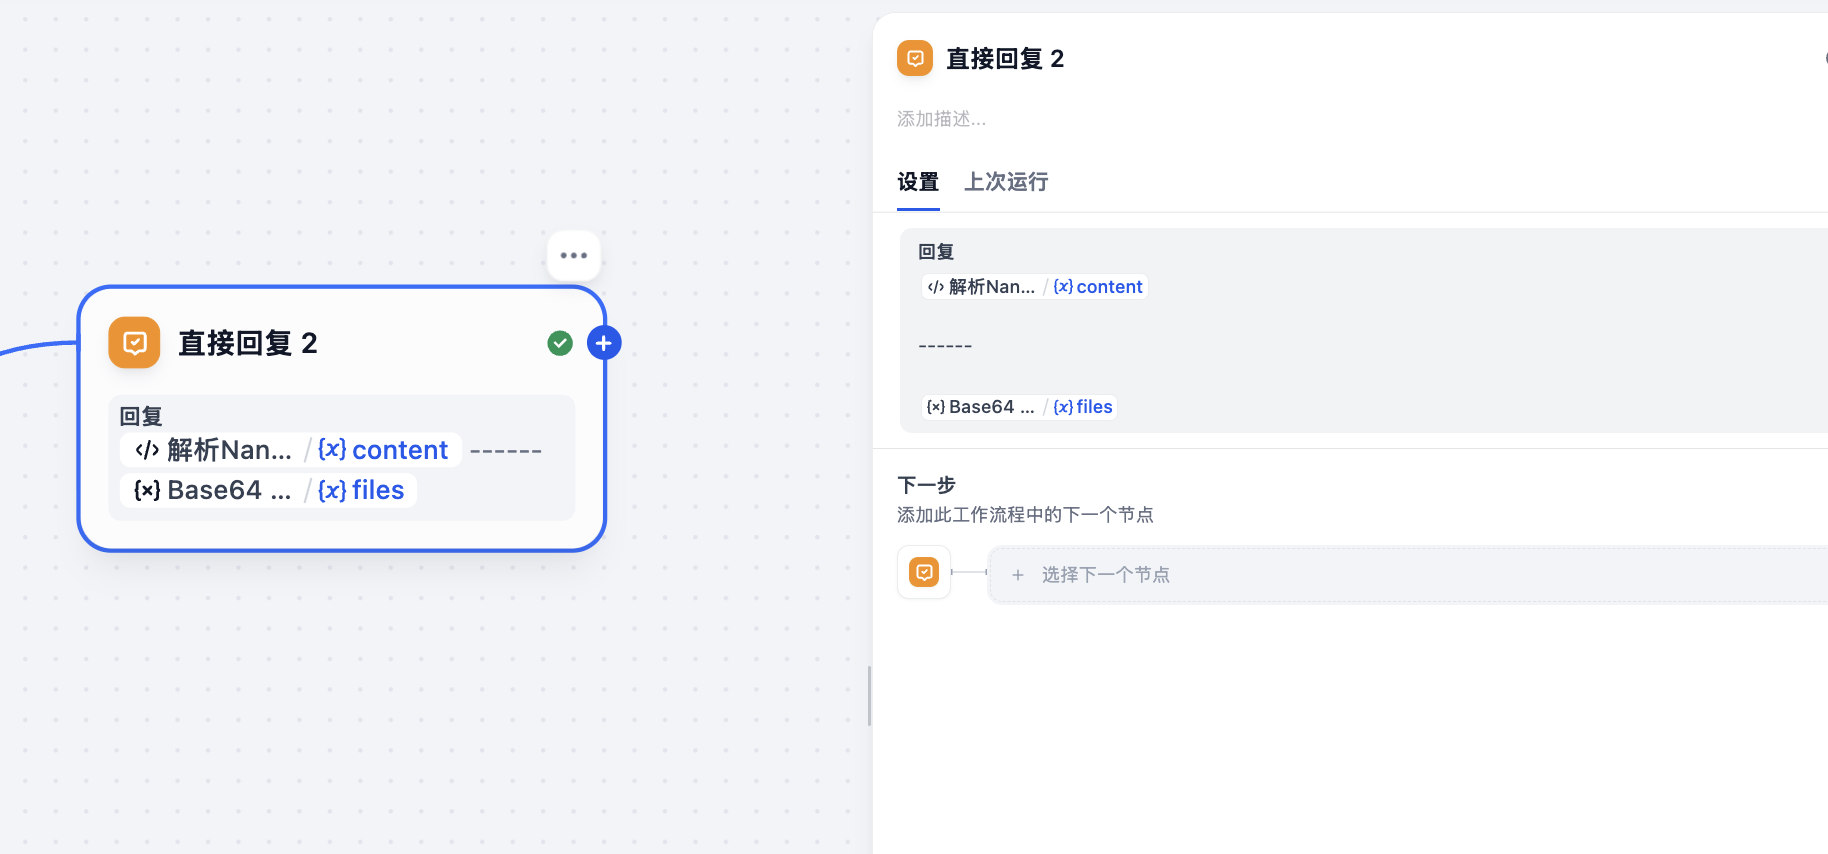 直接回复 2
回复
解析Nan... / {x} content ------
{x} Base64 ... / {x} files
直接回复 2
添加描述...
设置 上次运行
回复
解析Nan... / {x} content
------
{x} Base64 ... / {x} files
下一步
添加此工作流程中的下一个节点
+ 选择下一个节点